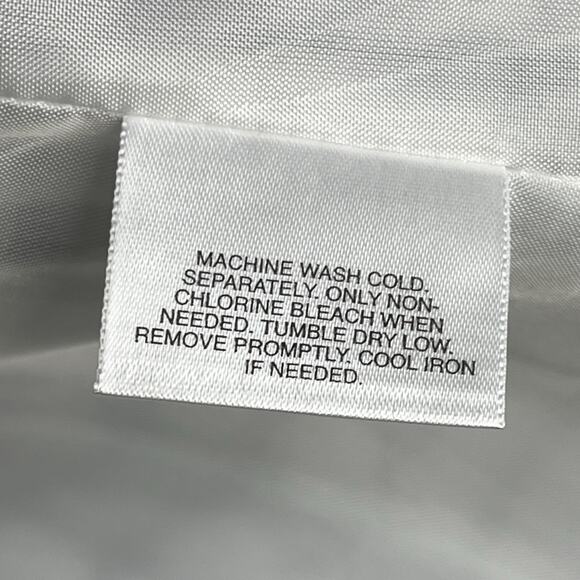 MACHINE WASH COLD.
SEPARATELY. ONLY NON-
CHLORINE BLEACH WHEN
NEEDED. TUMBLE DRY LOW.
REMOVE PROMPTLY. COOL IRON
IF NEEDED.